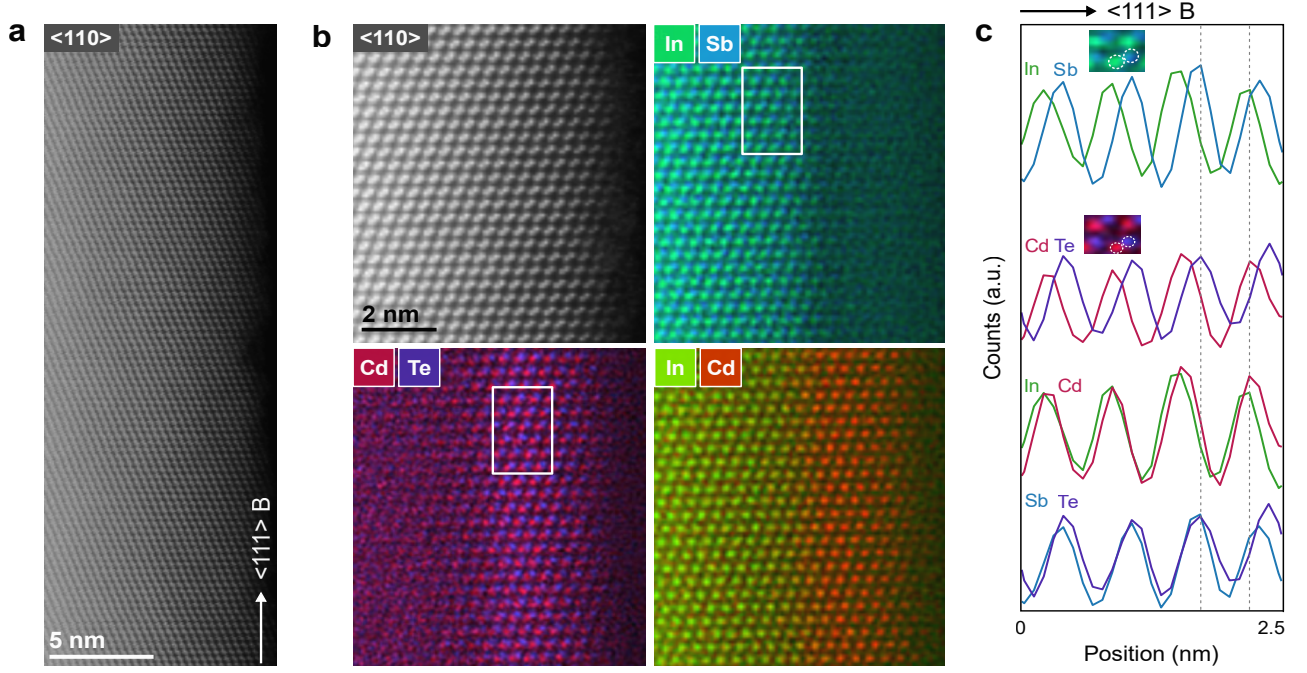 a
<110>
<111> B
5 nm
b
<110>
2 nm
In Sb
Cd Te
In Cd
c
<111> B
In Sb
Cd Te
In Cd
Sb Te
Counts (a.u.)
0 2.5
Position (nm)